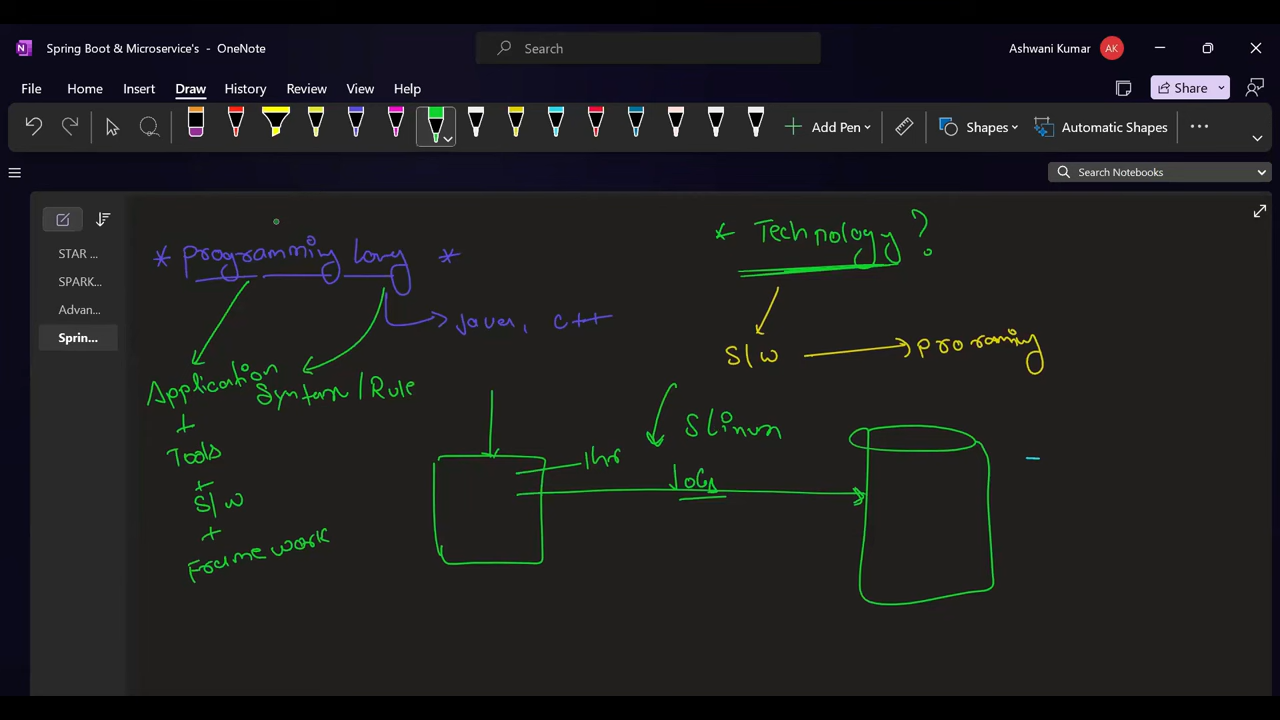 Spring Boot & Microservice's - OneNote
Search
Ashwani Kumar
AK
File Home Insert Draw History Review View Help
Share
Add Pen
Shapes
Automatic Shapes
Search Notebooks
STAR ...
SPARK...
Advan...
Sprin...
* Programming lang *
java, C++
Application
+
Tools
+
S/w
+
Framework
Syntax / Rule
* Technology ?
S/w
programing
1hr